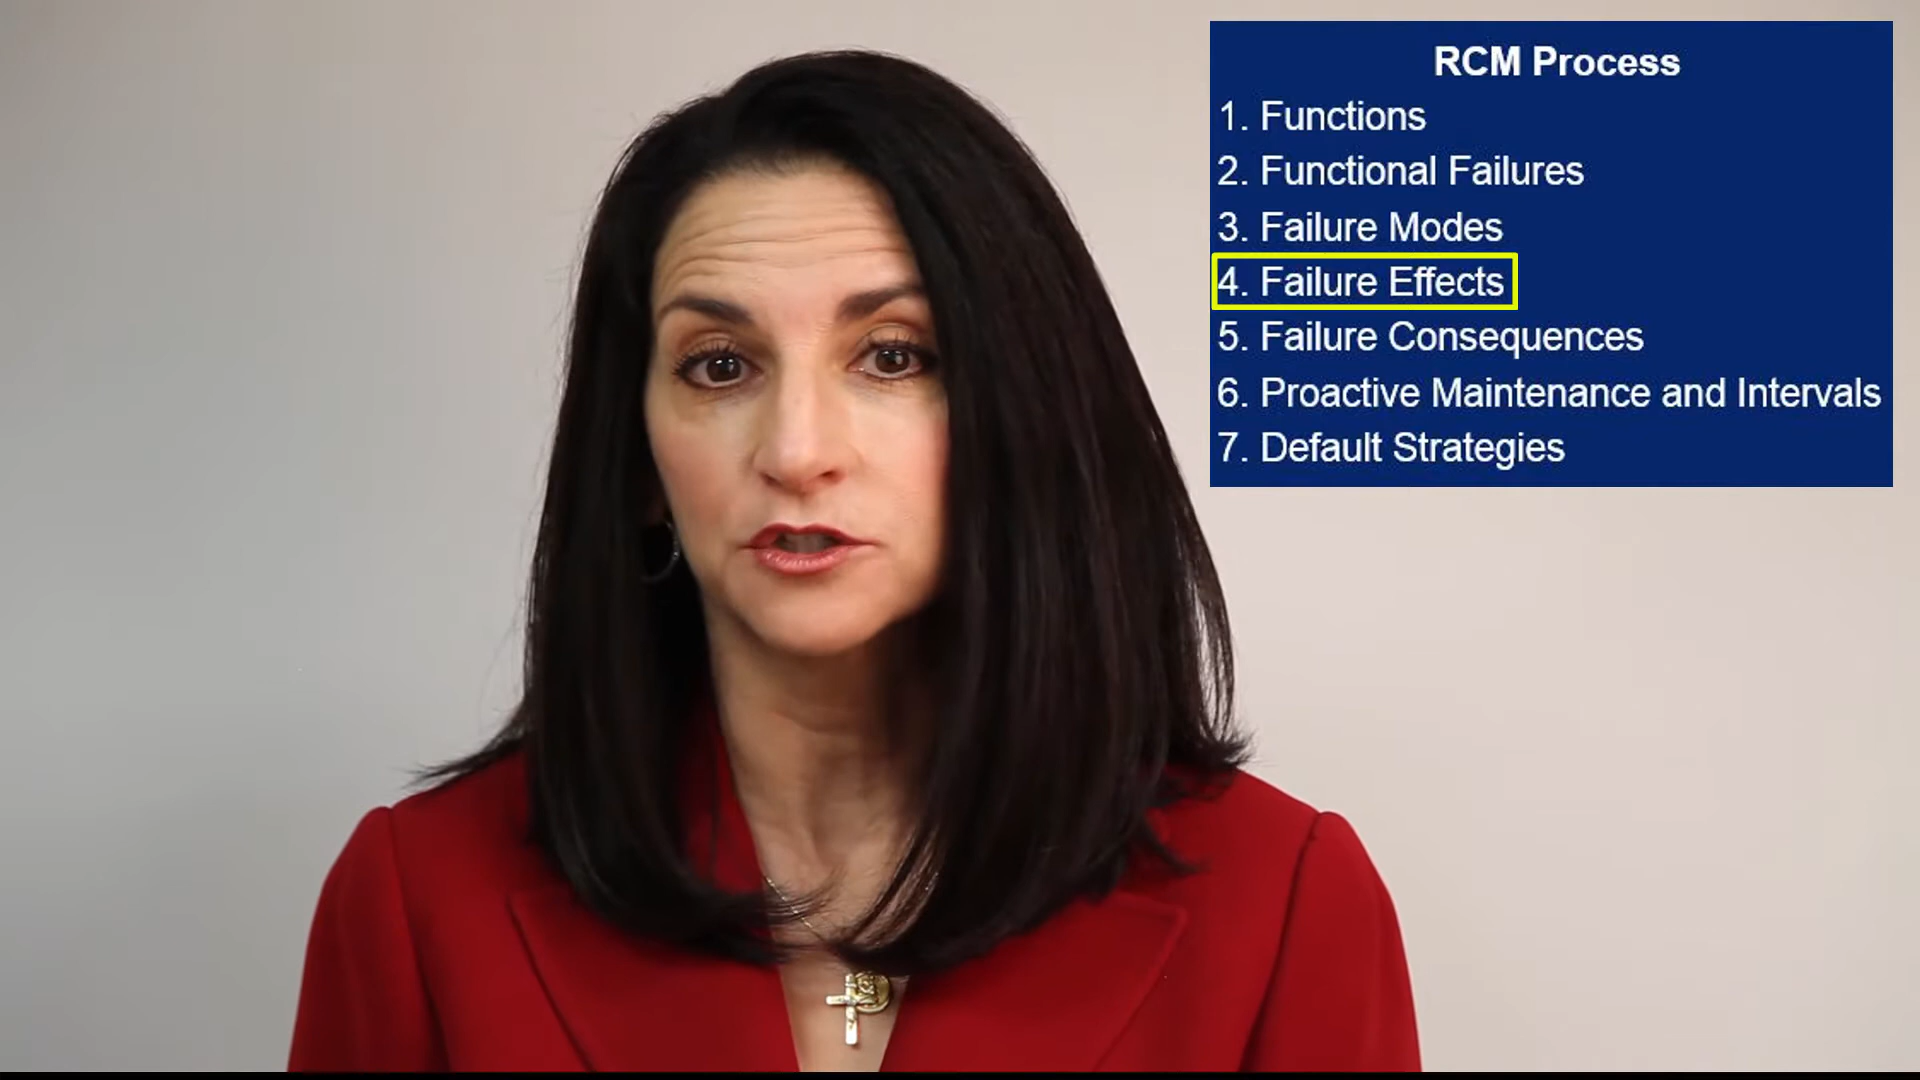 RCM Process
1. Functions
2. Functional Failures
3. Failure Modes
4. Failure Effects
5. Failure Consequences
6. Proactive Maintenance and Intervals
7. Default Strategies